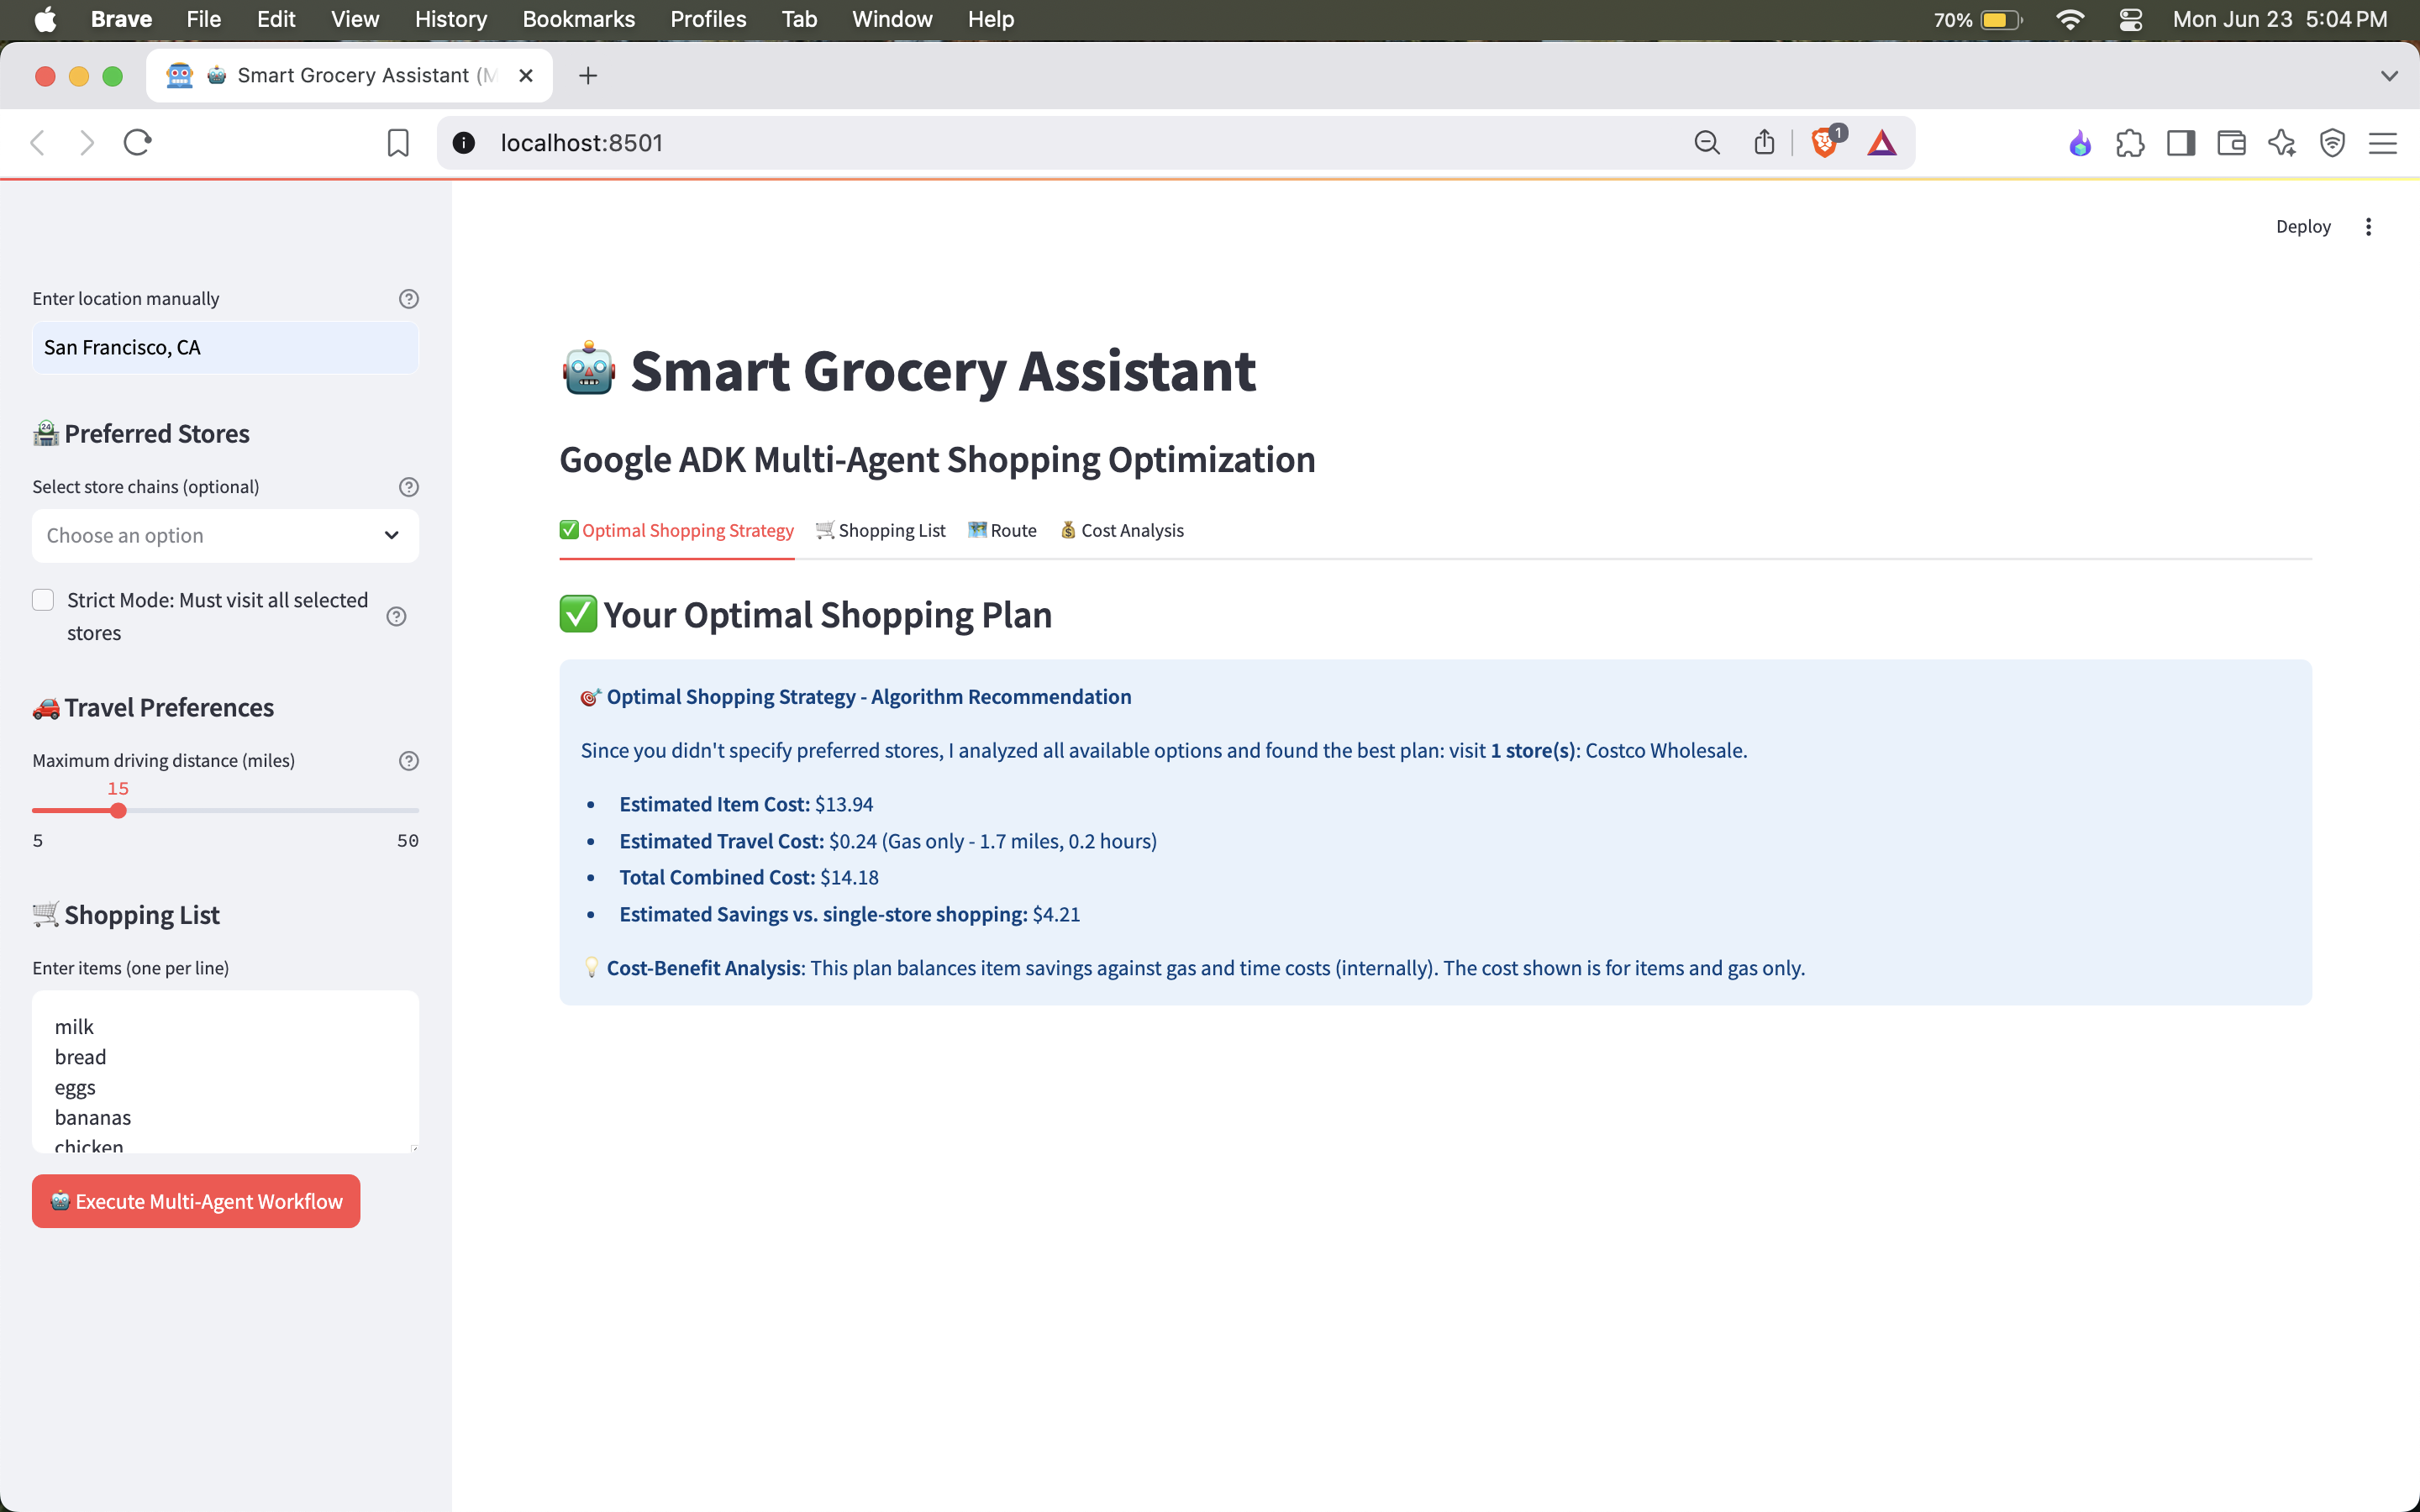 Brave File Edit View History Bookmarks Profiles Tab Window Help 70% Mon Jun 23 5:04 PM
Smart Grocery Assistant (M
localhost:8501
1
Deploy
Enter location manually
San Francisco, CA
24
Preferred Stores
Select store chains (optional)
Choose an option
Strict Mode: Must visit all selected
stores
Travel Preferences
Maximum driving distance (miles)
15
5 50
Shopping List
Enter items (one per line)
milk
bread
eggs
bananas
chicken
Execute Multi-Agent Workflow
Smart Grocery Assistant
Google ADK Multi-Agent Shopping Optimization
Optimal Shopping Strategy Shopping List Route Cost Analysis
Your Optimal Shopping Plan
Optimal Shopping Strategy - Algorithm Recommendation
Since you didn't specify preferred stores, I analyzed all available options and found the best plan: visit 1 store(s): Costco Wholesale.
• Estimated Item Cost: $13.94
• Estimated Travel Cost: $0.24 (Gas only - 1.7 miles, 0.2 hours)
• Total Combined Cost: $14.18
• Estimated Savings vs. single-store shopping: $4.21
Cost-Benefit Analysis: This plan balances item savings against gas and time costs (internally). The cost shown is for items and gas only.